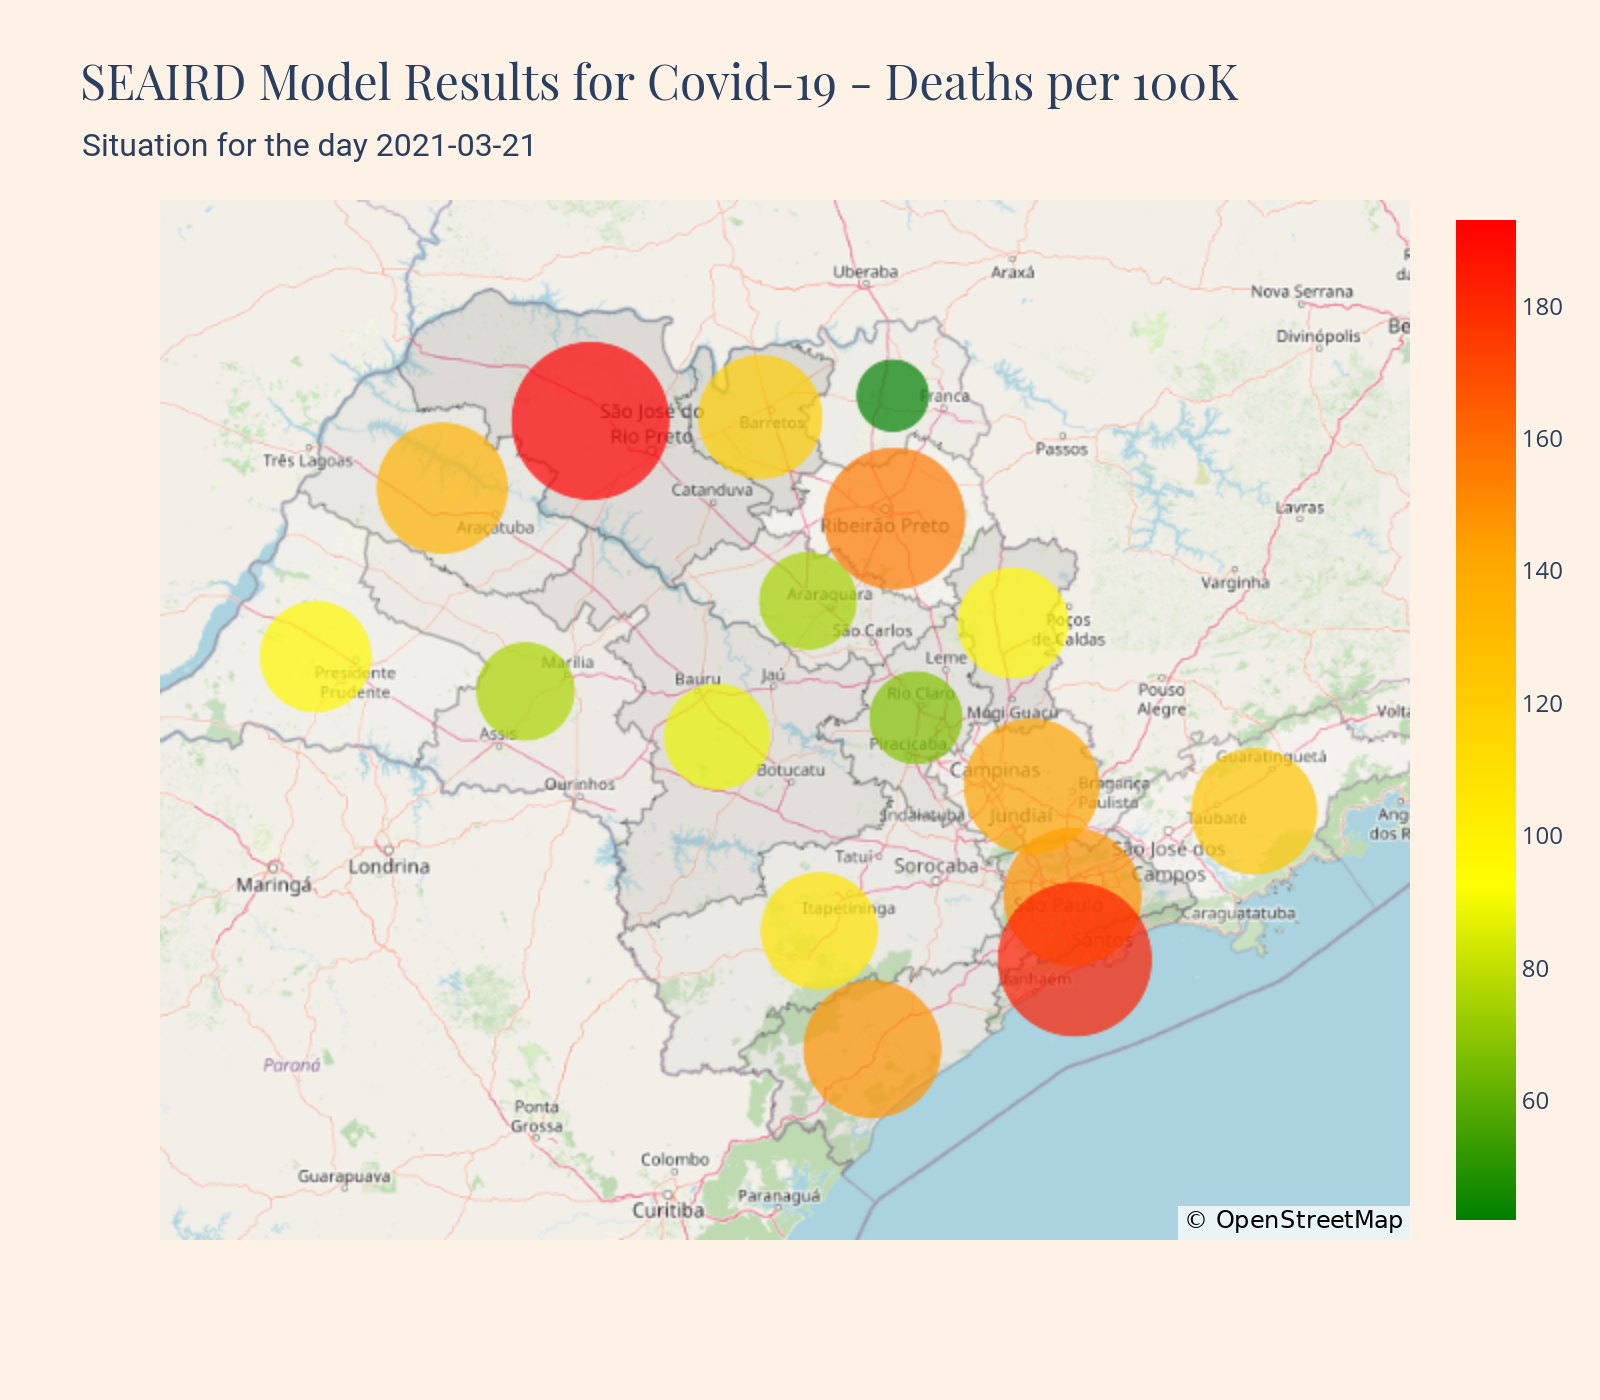 SEAIRD Model Results for Covid-19 - Deaths per 100K
Situation for the day 2021-03-21
Uberaba
Araxá
Nova Serrana
Divinópolis
Be
180
160
140
120
100
80
60
São José do
Rio Preto
Barretos
Franca
Três Lagoas
Catanduva
Passos
Araçatuba
Ribeirão Preto
Lavras
Varginha
Araraquara
São Carlos
Poços
de Caldas
Leme
Presidente
Prudente
Marília
Bauru
Jaú
Rio Claro
Pouso
Alegre
Mogi Guaçu
Volta
Assis
Piracicaba
Guaratinguetá
Ourinhos
Botucatu
Campinas
Bragança
Paulista
Indaiatuba
Jundiaí
Taubaté
Ang
dos R
Londrina
Maringá
Tatuí
Sorocaba
São José dos
Campos
Itapetininga
São Paulo
Caraguatatuba
Santos
Itanhaém
Paraná
Ponta
Grossa
Guarapuava
Colombo
Curitiba
Paranaguá
© OpenStreetMap